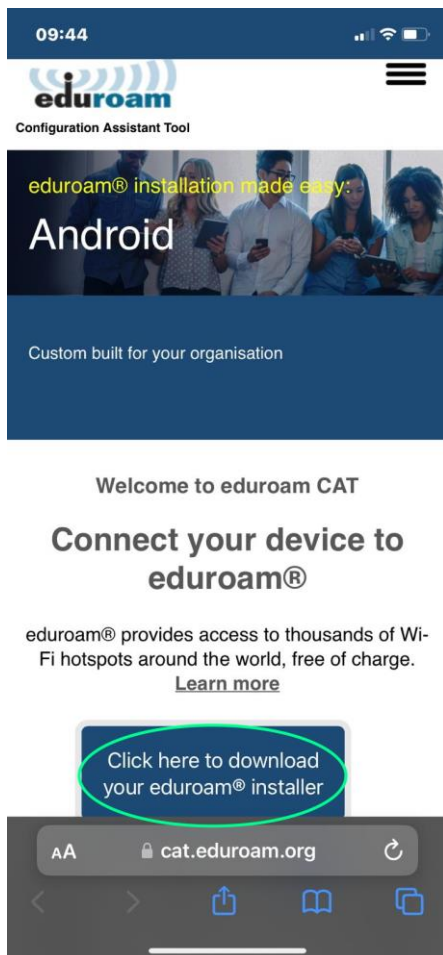 09:44
eduroam
Configuration Assistant Tool
eduroam® installation made easy:
Android
Custom built for your organisation
Welcome to eduroam CAT
Connect your device to
eduroam®
eduroam® provides access to thousands of Wi-
Fi hotspots around the world, free of charge.
Learn more
Click here to download
your eduroam® installer
AA cat.eduroam.org